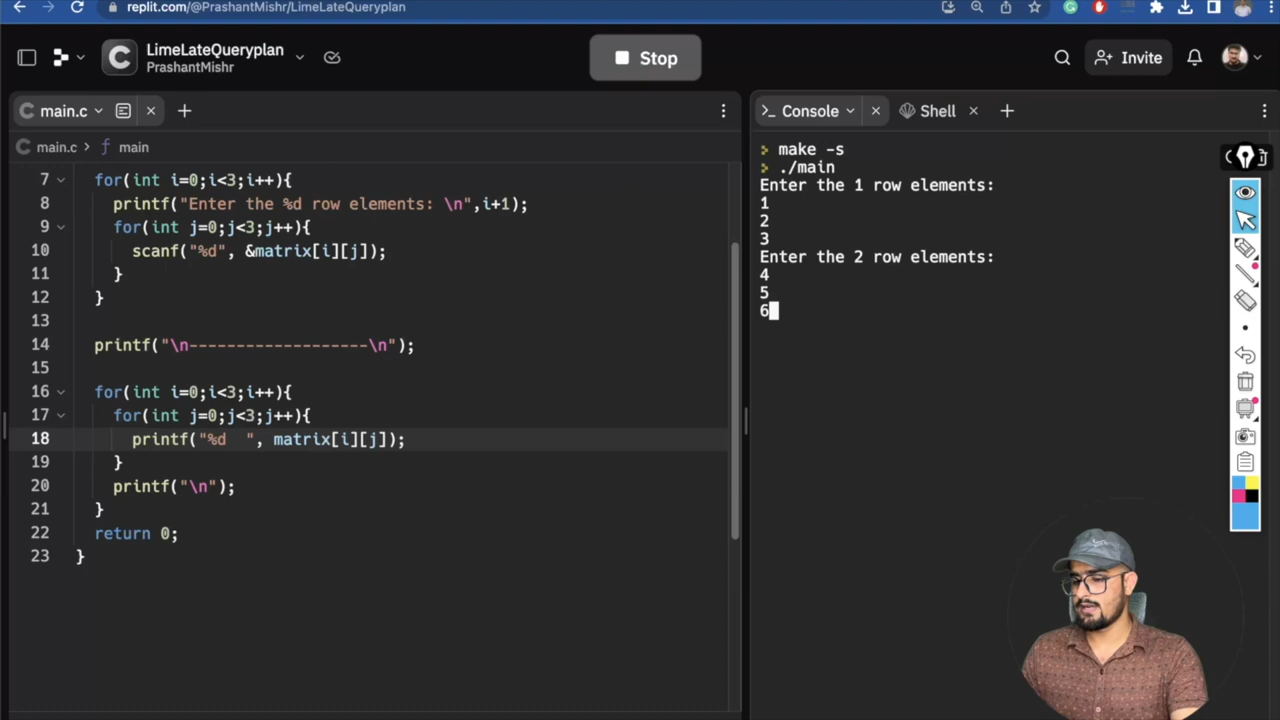 replit.com/@PrashantMishr/LimeLateQueryplan
LimeLateQueryplan
PrashantMishr
Stop
Invite
main.c
Console
Shell
main.c > main
7 for(int i=0;i<3;i++){
8 printf("Enter the %d row elements: \n",i+1);
9 for(int j=0;j<3;j++){
10 scanf("%d", &matrix[i][j]);
11 }
12 }
13
14 printf("\n-------------------\n");
15
16 for(int i=0;i<3;i++){
17 for(int j=0;j<3;j++){
18 printf("%d  ", matrix[i][j]);
19 }
20 printf("\n");
21 }
22 return 0;
23 }
> make -s
> ./main
Enter the 1 row elements:
1
2
3
Enter the 2 row elements:
4
5
6